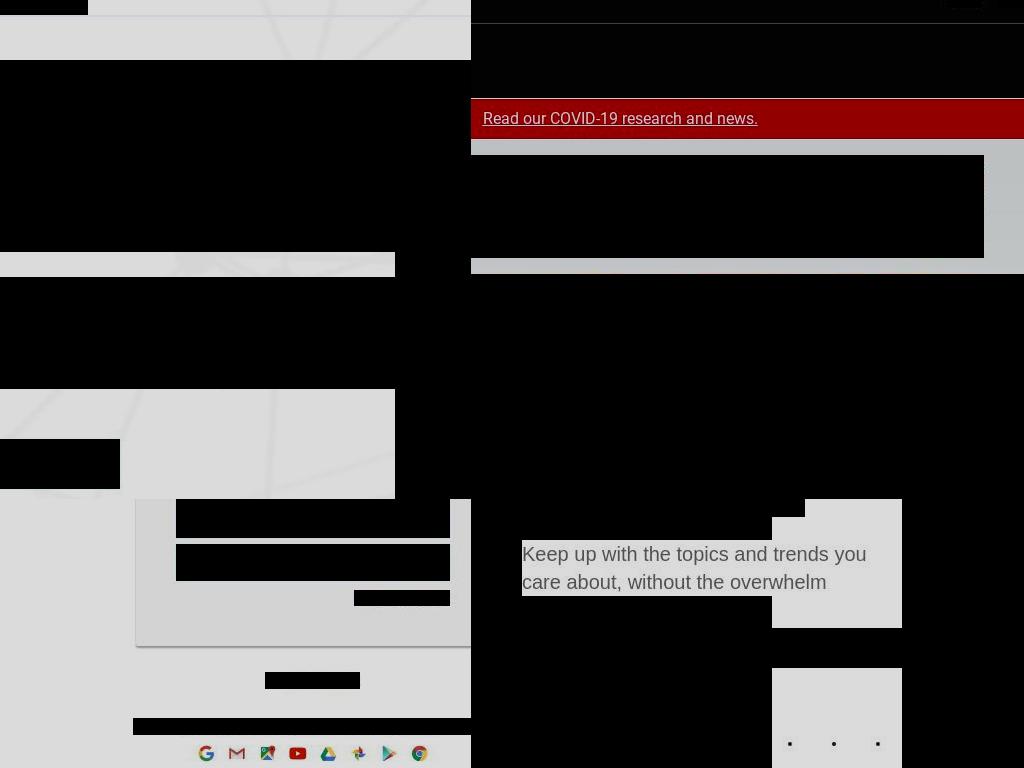 Read our COVID-19 research and news.
Keep up with the topics and trends you
care about, without the overwhelm